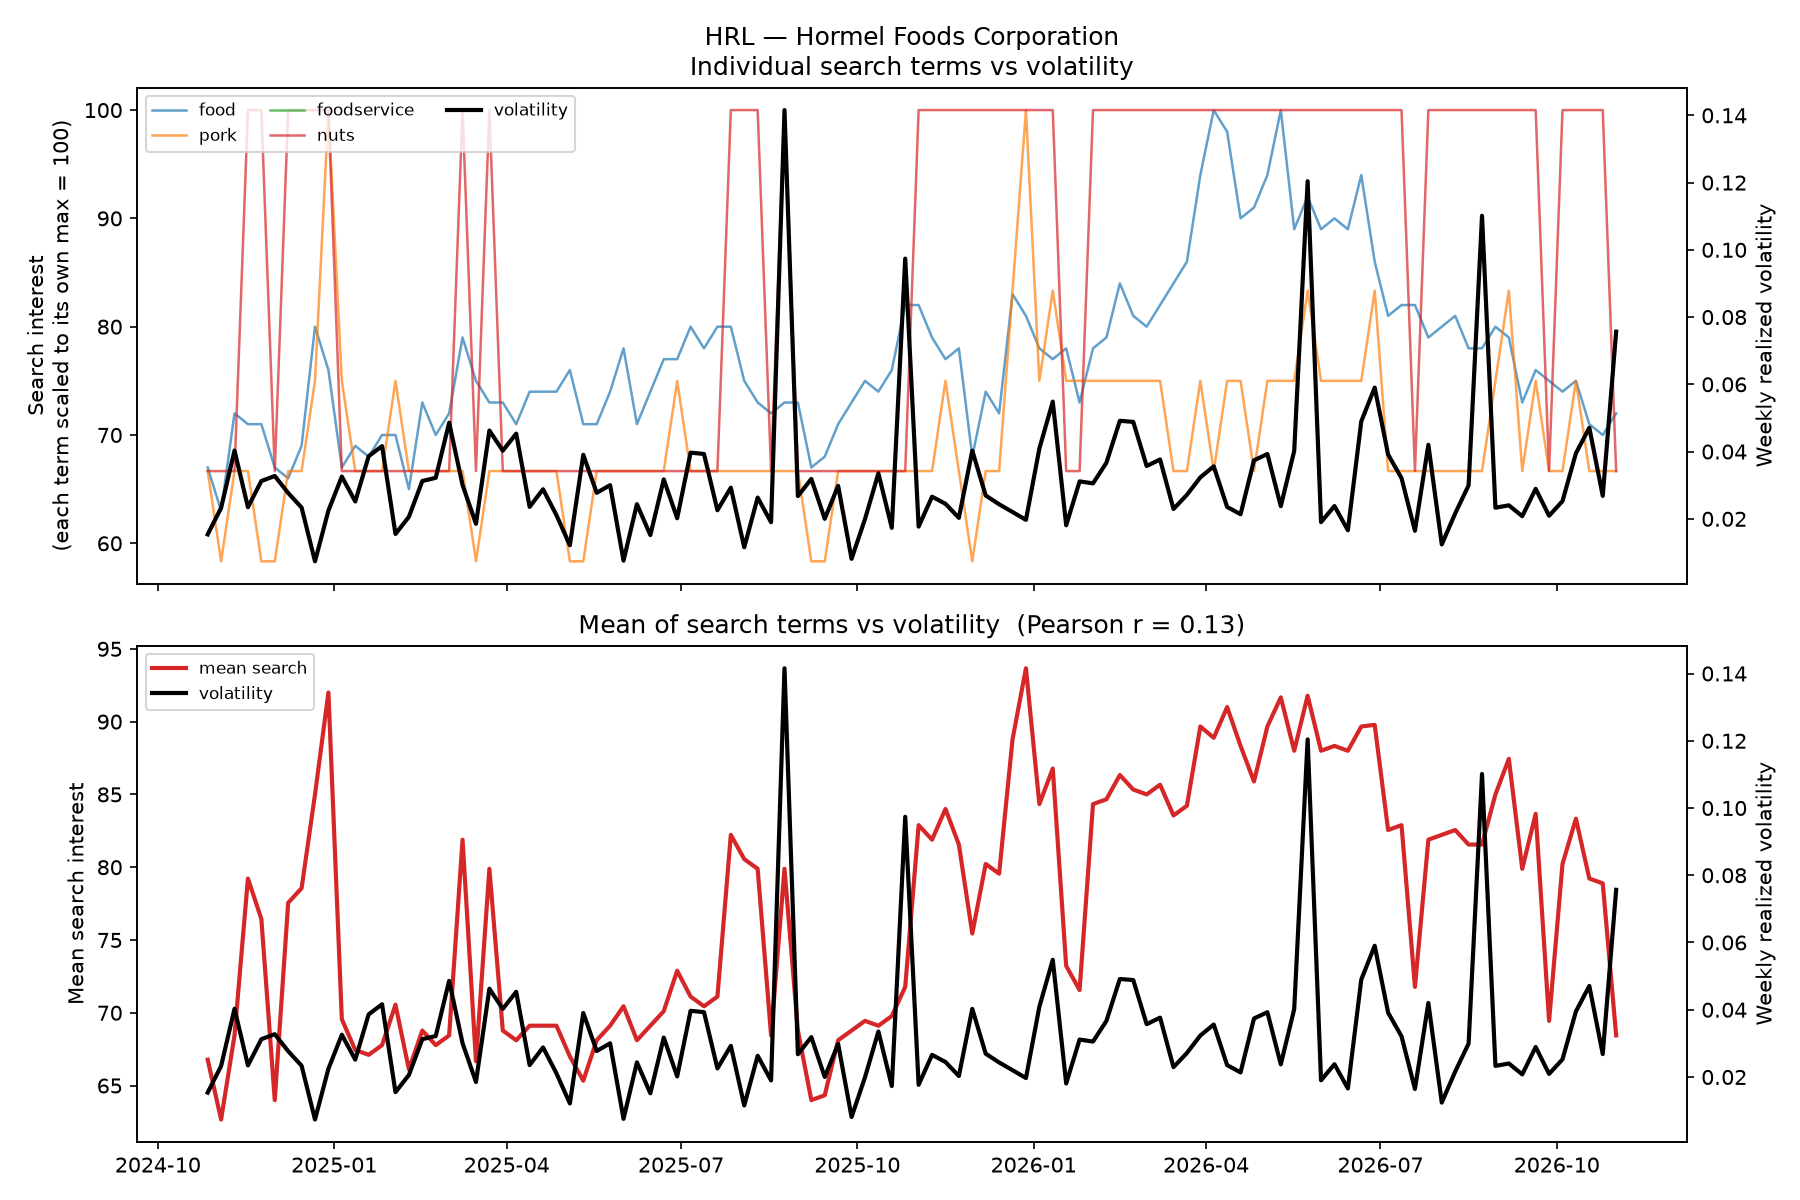 HRL — Hormel Foods Corporation
Individual search terms vs volatility
food
foodservice
volatility
pork
nuts
Search interest
(each term scaled to its own max = 100)
100
90
80
70
60
0.14
0.12
0.10
0.08
0.06
0.04
0.02
Weekly realized volatility
Mean of search terms vs volatility (Pearson r = 0.13)
mean search
volatility
Mean search interest
95
90
85
80
75
70
65
0.14
0.12
0.10
0.08
0.06
0.04
0.02
Weekly realized volatility
2024-10
2025-01
2025-04
2025-07
2025-10
2026-01
2026-04
2026-07
2026-10